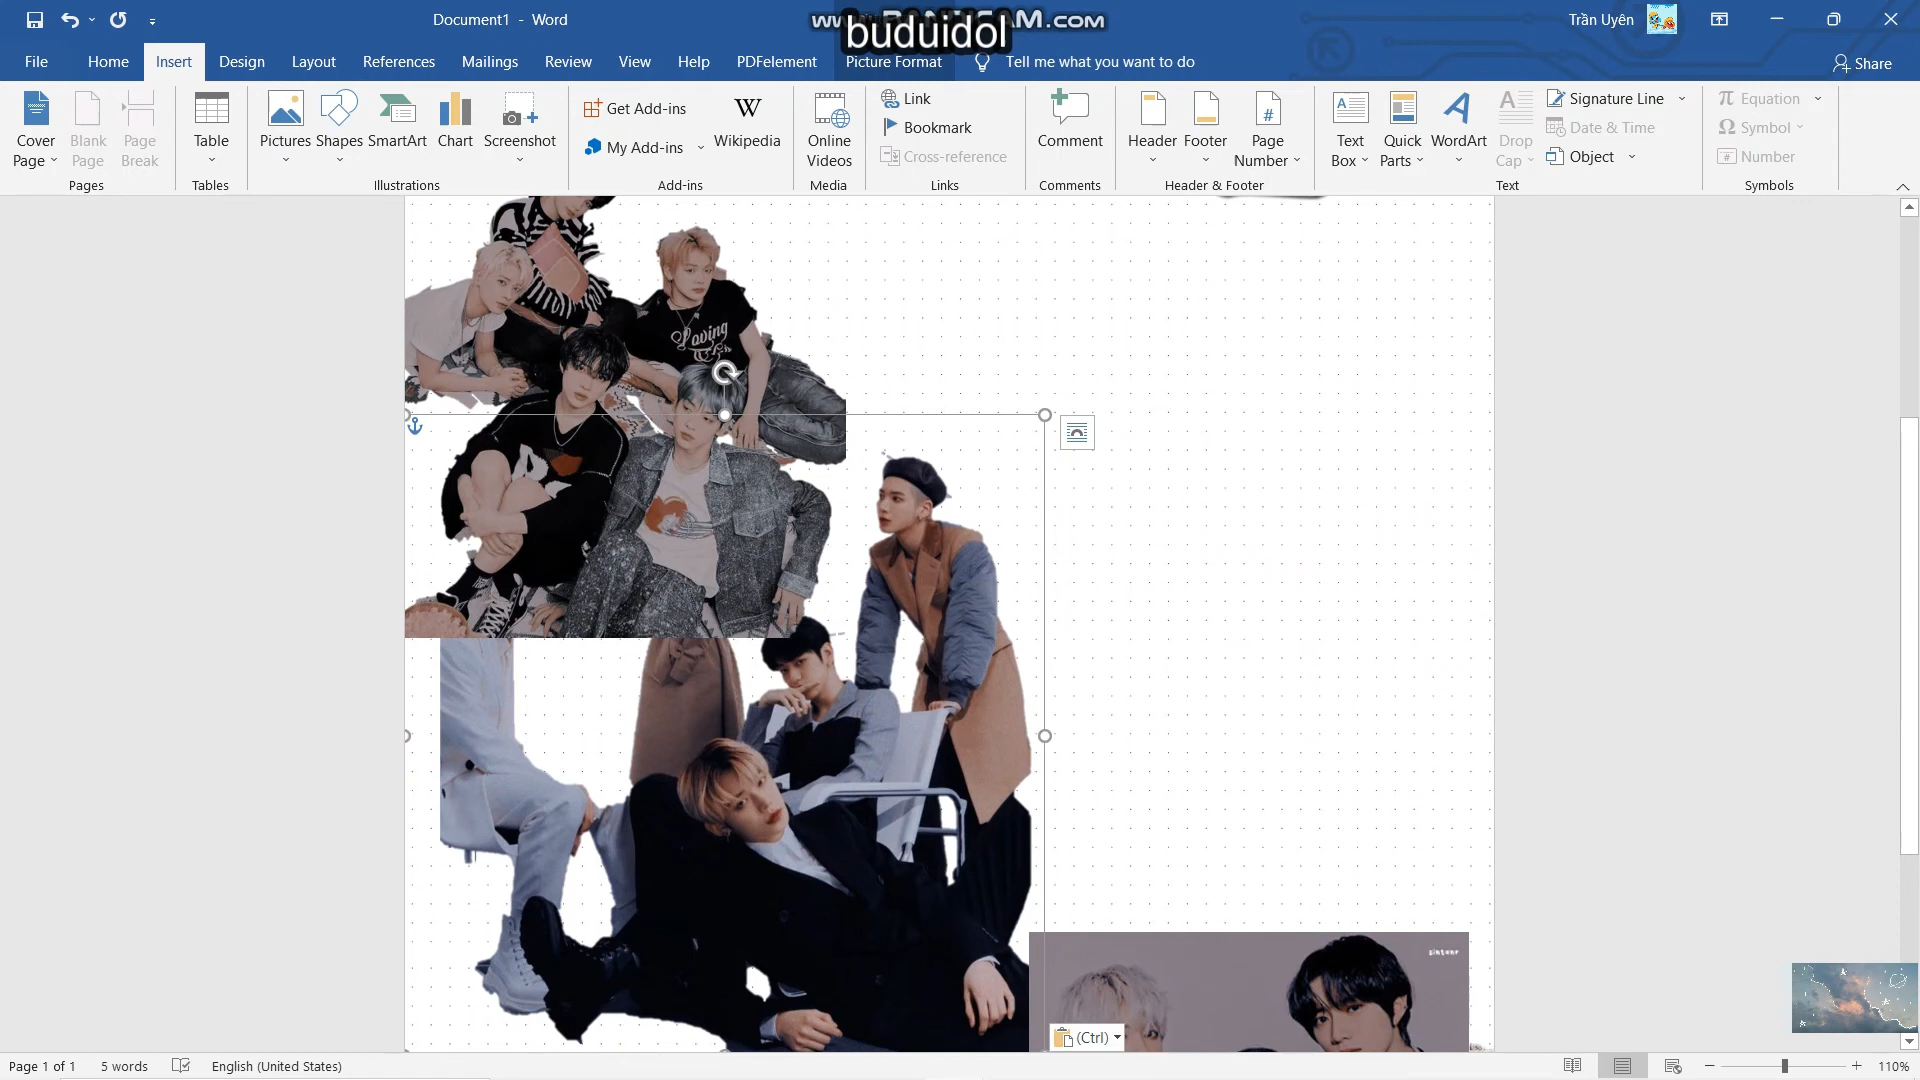 Document1 - Word
www.BANDICAM.COM
buduidol
Trần Uyên
File Home Insert Design Layout References Mailings Review View Help PDFelement Picture Format Tell me what you want to do Share
Cover Page
Blank Page
Page Break
Pages
Table
Tables
Pictures
Shapes
SmartArt
Chart
Screenshot
Illustrations
Get Add-ins
My Add-ins
Wikipedia
Add-ins
Online Videos
Media
Link
Bookmark
Cross-reference
Links
Comment
Comments
Header
Footer
Page Number
Header & Footer
Text Box
Quick Parts
WordArt
Drop Cap
Signature Line
Date & Time
Object
Text
Equation
Symbol
Number
Symbols
Loving
(Ctrl)
Page 1 of 1 5 words English (United States) 110%